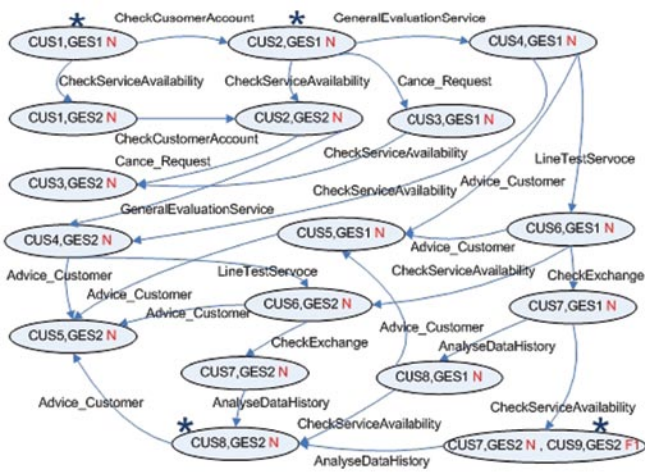 CheckCusomerAccount
GeneralEvaluationService
*
*
CUS1,GES1 N
CUS2,GES1 N
CUS4,GES1 N
CheckServiceAvailability
CheckServiceAvailability
Cance_Request
CUS1,GES2 N
CUS2,GES2 N
CUS3,GES1 N
CheckCustomerAccount
Cance_Request
CheckServiceAvailability
LineTestServoce
CUS3,GES2 N
CheckServiceAvailability
Advice_Customer
GeneralEvaluationService
CUS4,GES2 N
CUS5,GES1 N
CUS6,GES1 N
Advice_Customer
Advice_Customer
LineTestServoce
CheckServiceAvailability
CheckExchange
Advice_Customer
CUS6,GES2 N
CUS7,GES1 N
Advice_Customer
CUS5,GES2 N
Advice_Customer
CheckExchange
AnalyseDataHistory
CUS7,GES2 N
CUS8,GES1 N
Advice_Customer
AnalyseDataHistory
CheckServiceAvailability
CheckServiceAvailability
*
*
CUS8,GES2 N
CUS7,GES2 N , CUS9,GES2 F1
AnalyseDataHistory